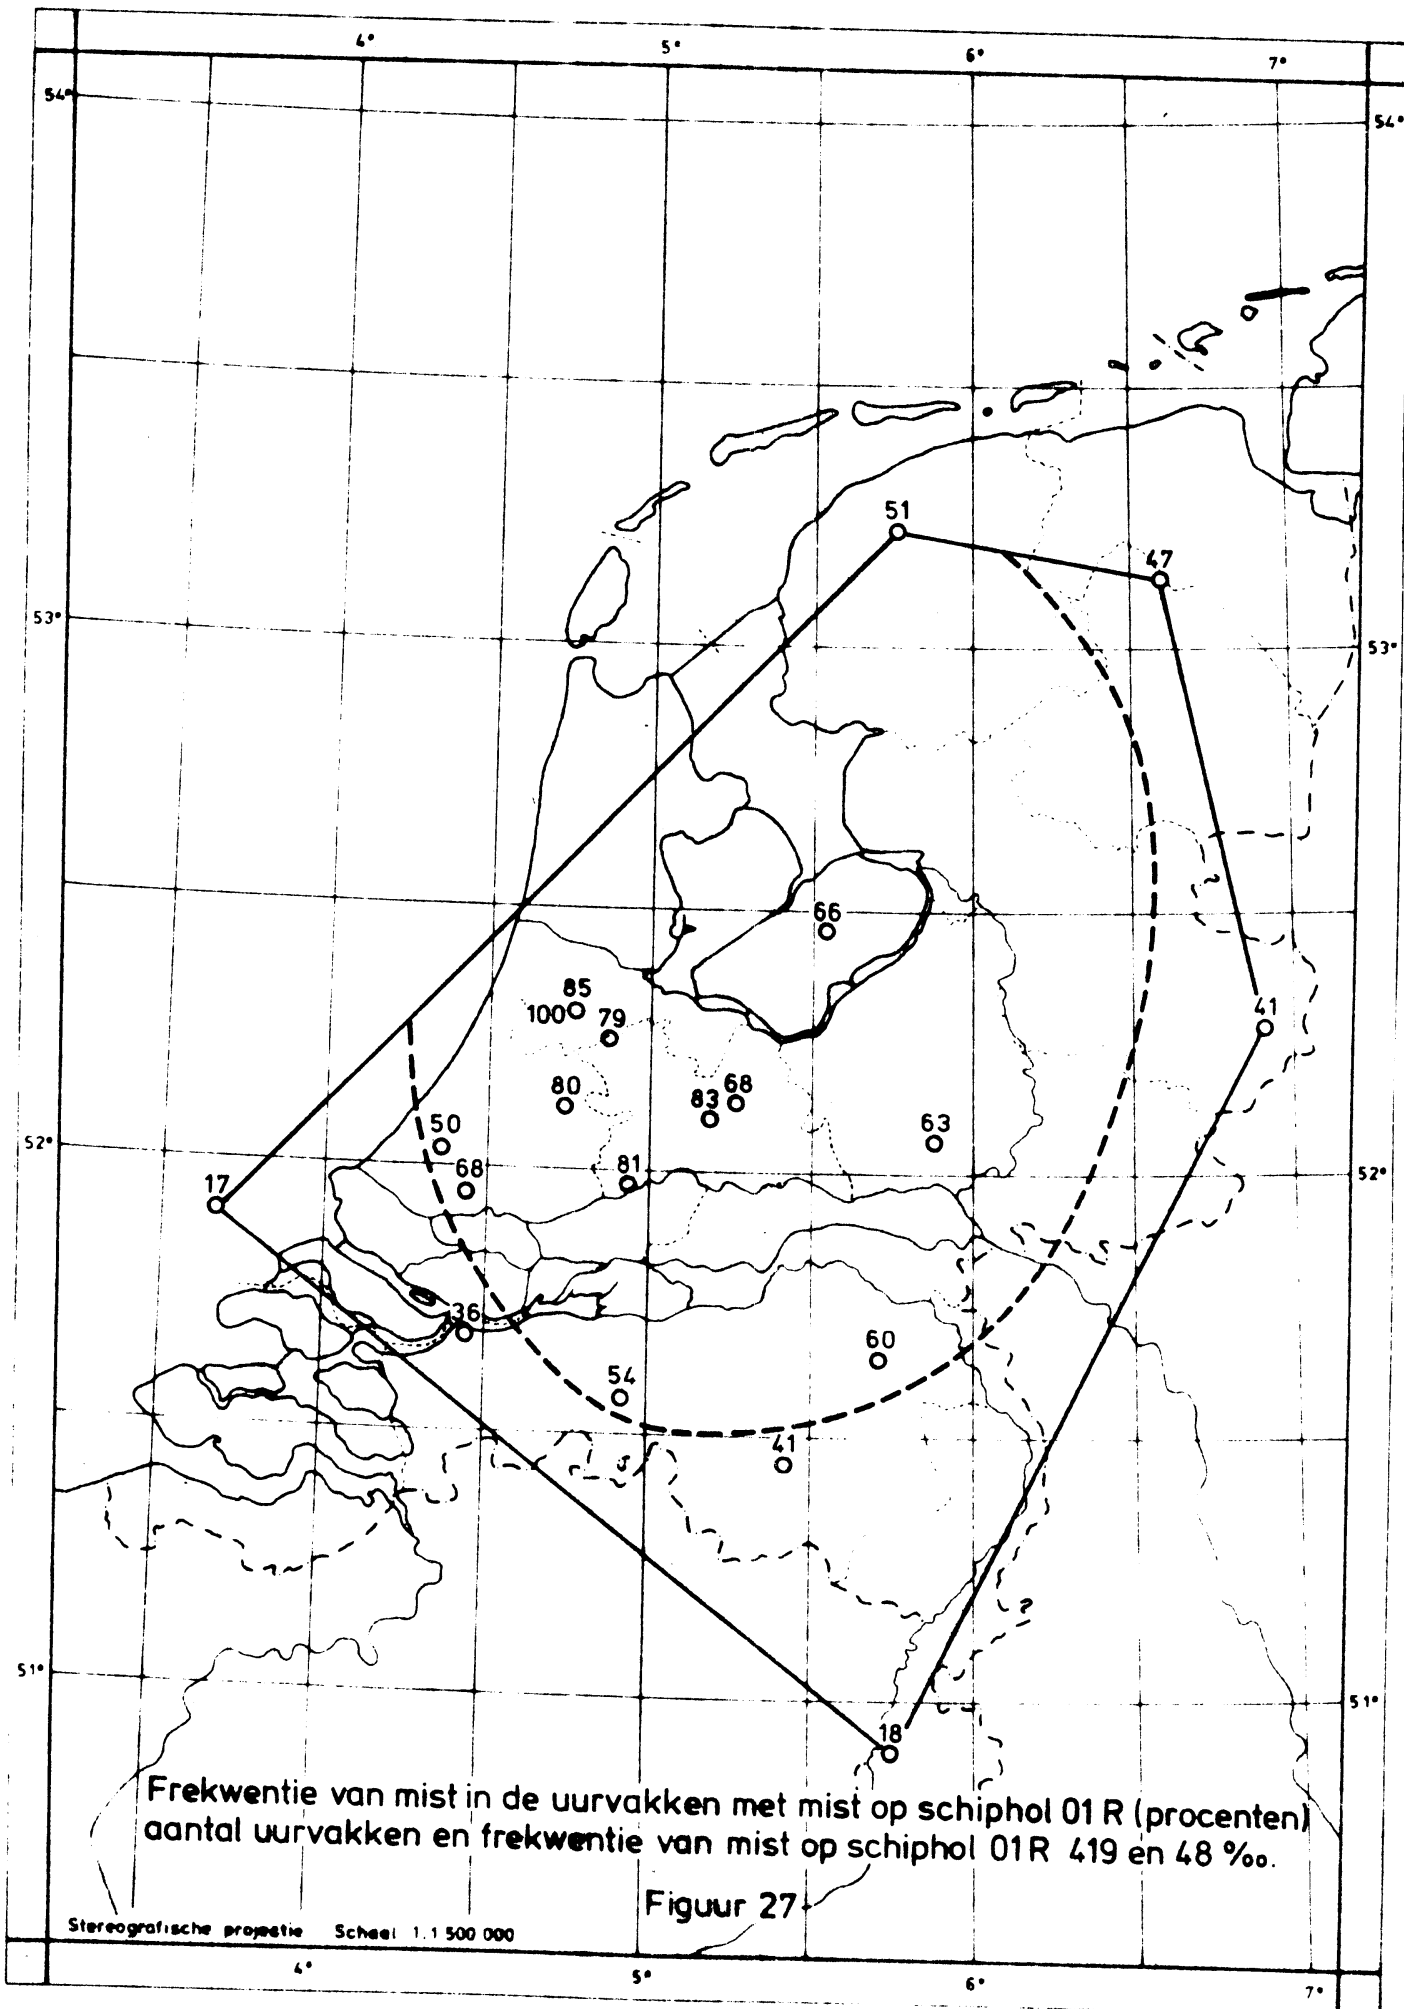 4° 5° 6° 7°
54° 54°
51
47
53° 53°
66
85
100 79
41
80 83 68
50 63
52° 68 81 52°
17
36
60
54
41
51° 51°
18
Frekwentie van mist in de uurvakken met mist op schiphol 01 R (procenten)
aantal uurvakken en frekwentie van mist op schiphol 01R 419 en 48 ‰.
Figuur 27
Stereografische projectie Schaal 1.1 500 000
4° 5° 6° 7°